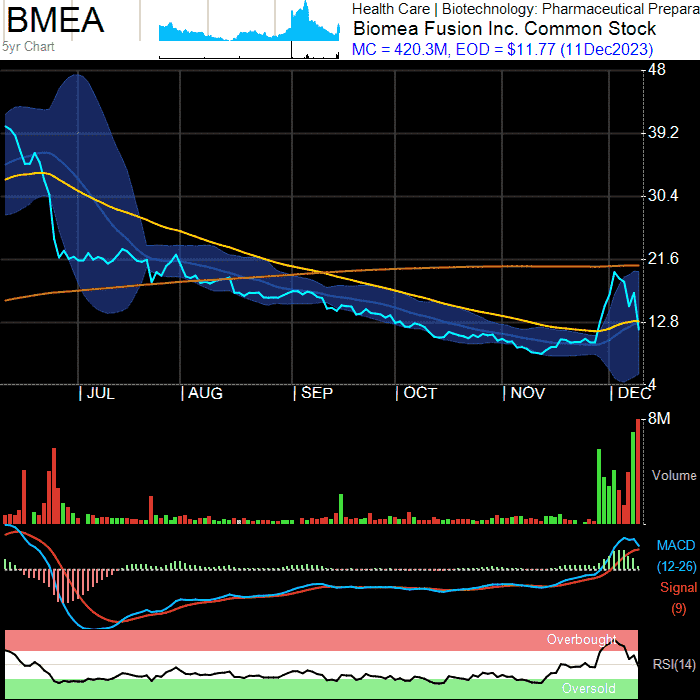 BMEA
5yr Chart
Health Care | Biotechnology: Pharmaceutical Prepara
Biomea Fusion Inc. Common Stock
MC = 420.3M, EOD = $11.77 (11Dec2023)
48
39.2
30.4
21.6
12.8
4
| JUL | AUG | SEP | OCT | NOV | DEC
8M
Volume
MACD
(12-26)
Signal
(9)
Overbought
RSI(14)
Oversold